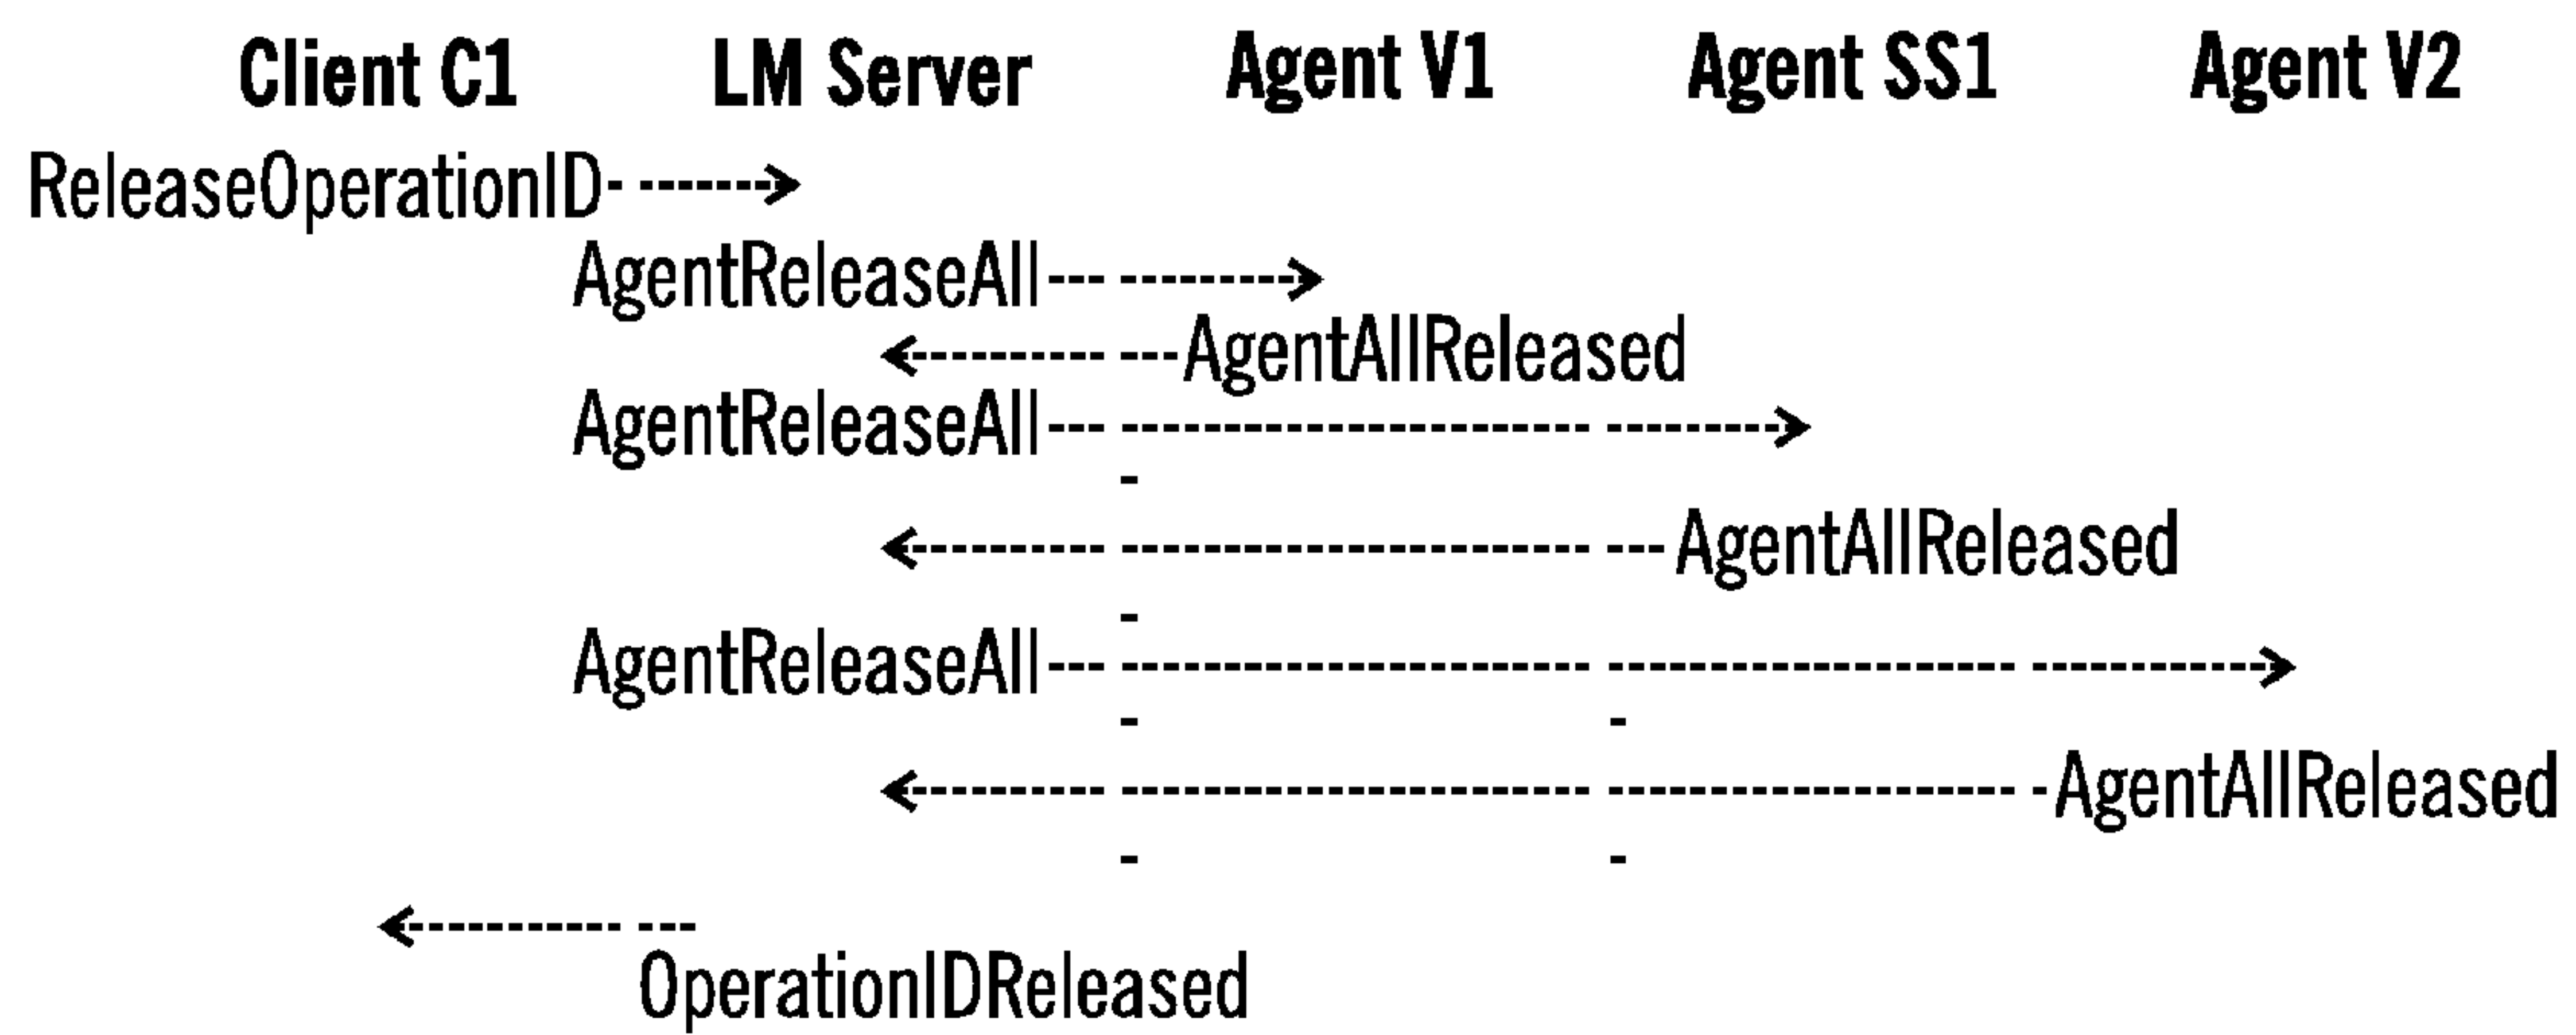 Client C1 LM Server Agent V1 Agent SS1 Agent V2
ReleaseOperationID
AgentReleaseAll
AgentAllReleased
AgentReleaseAll
AgentAllReleased
AgentReleaseAll
AgentAllReleased
OperationIDReleased